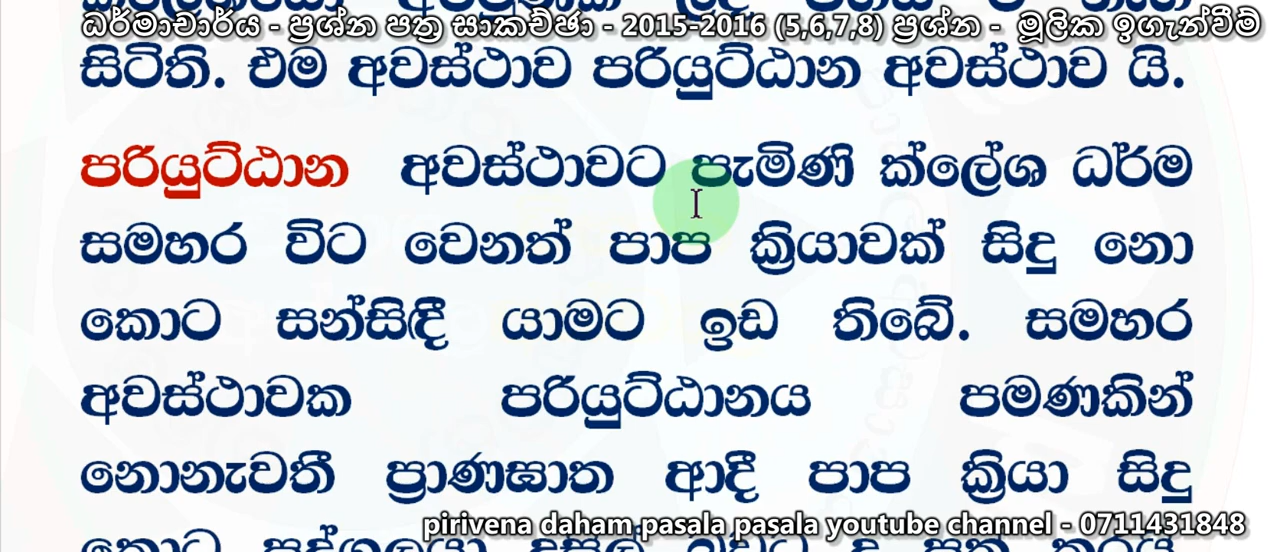 ධර්මාචාර්ය - ප්‍රශ්න පත්‍ර සාකච්ඡා - 2015-2016 (5,6,7,8) ප්‍රශ්න - මූලික ඉගැන්වීම්
සිටිති. එම අවස්ථාව පරියුට්ඨාන අවස්ථාව යි.
පරියුට්ඨාන අවස්ථාවට පැමිණි ක්ලේශ ධර්ම
සමහර විට වෙනත් පාප ක්‍රියාවක් සිදු නො
කොට සන්සිඳී යාමට ඉඩ තිබේ. සමහර
අවස්ථාවක පරියුට්ඨානය පමණකින්
නොනැවතී ප්‍රාණඝාත ආදී පාප ක්‍රියා සිදු
pirivena daham pasala pasala youtube channel - 0711431848